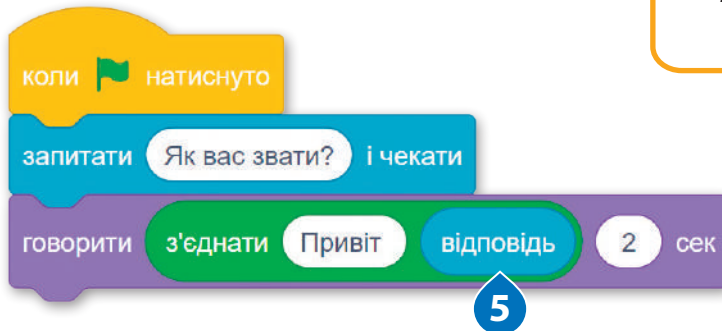 коли натиснуто
запитати Як вас звати? і чекати
говорити з'єднати Привіт відповідь 2 сек
5